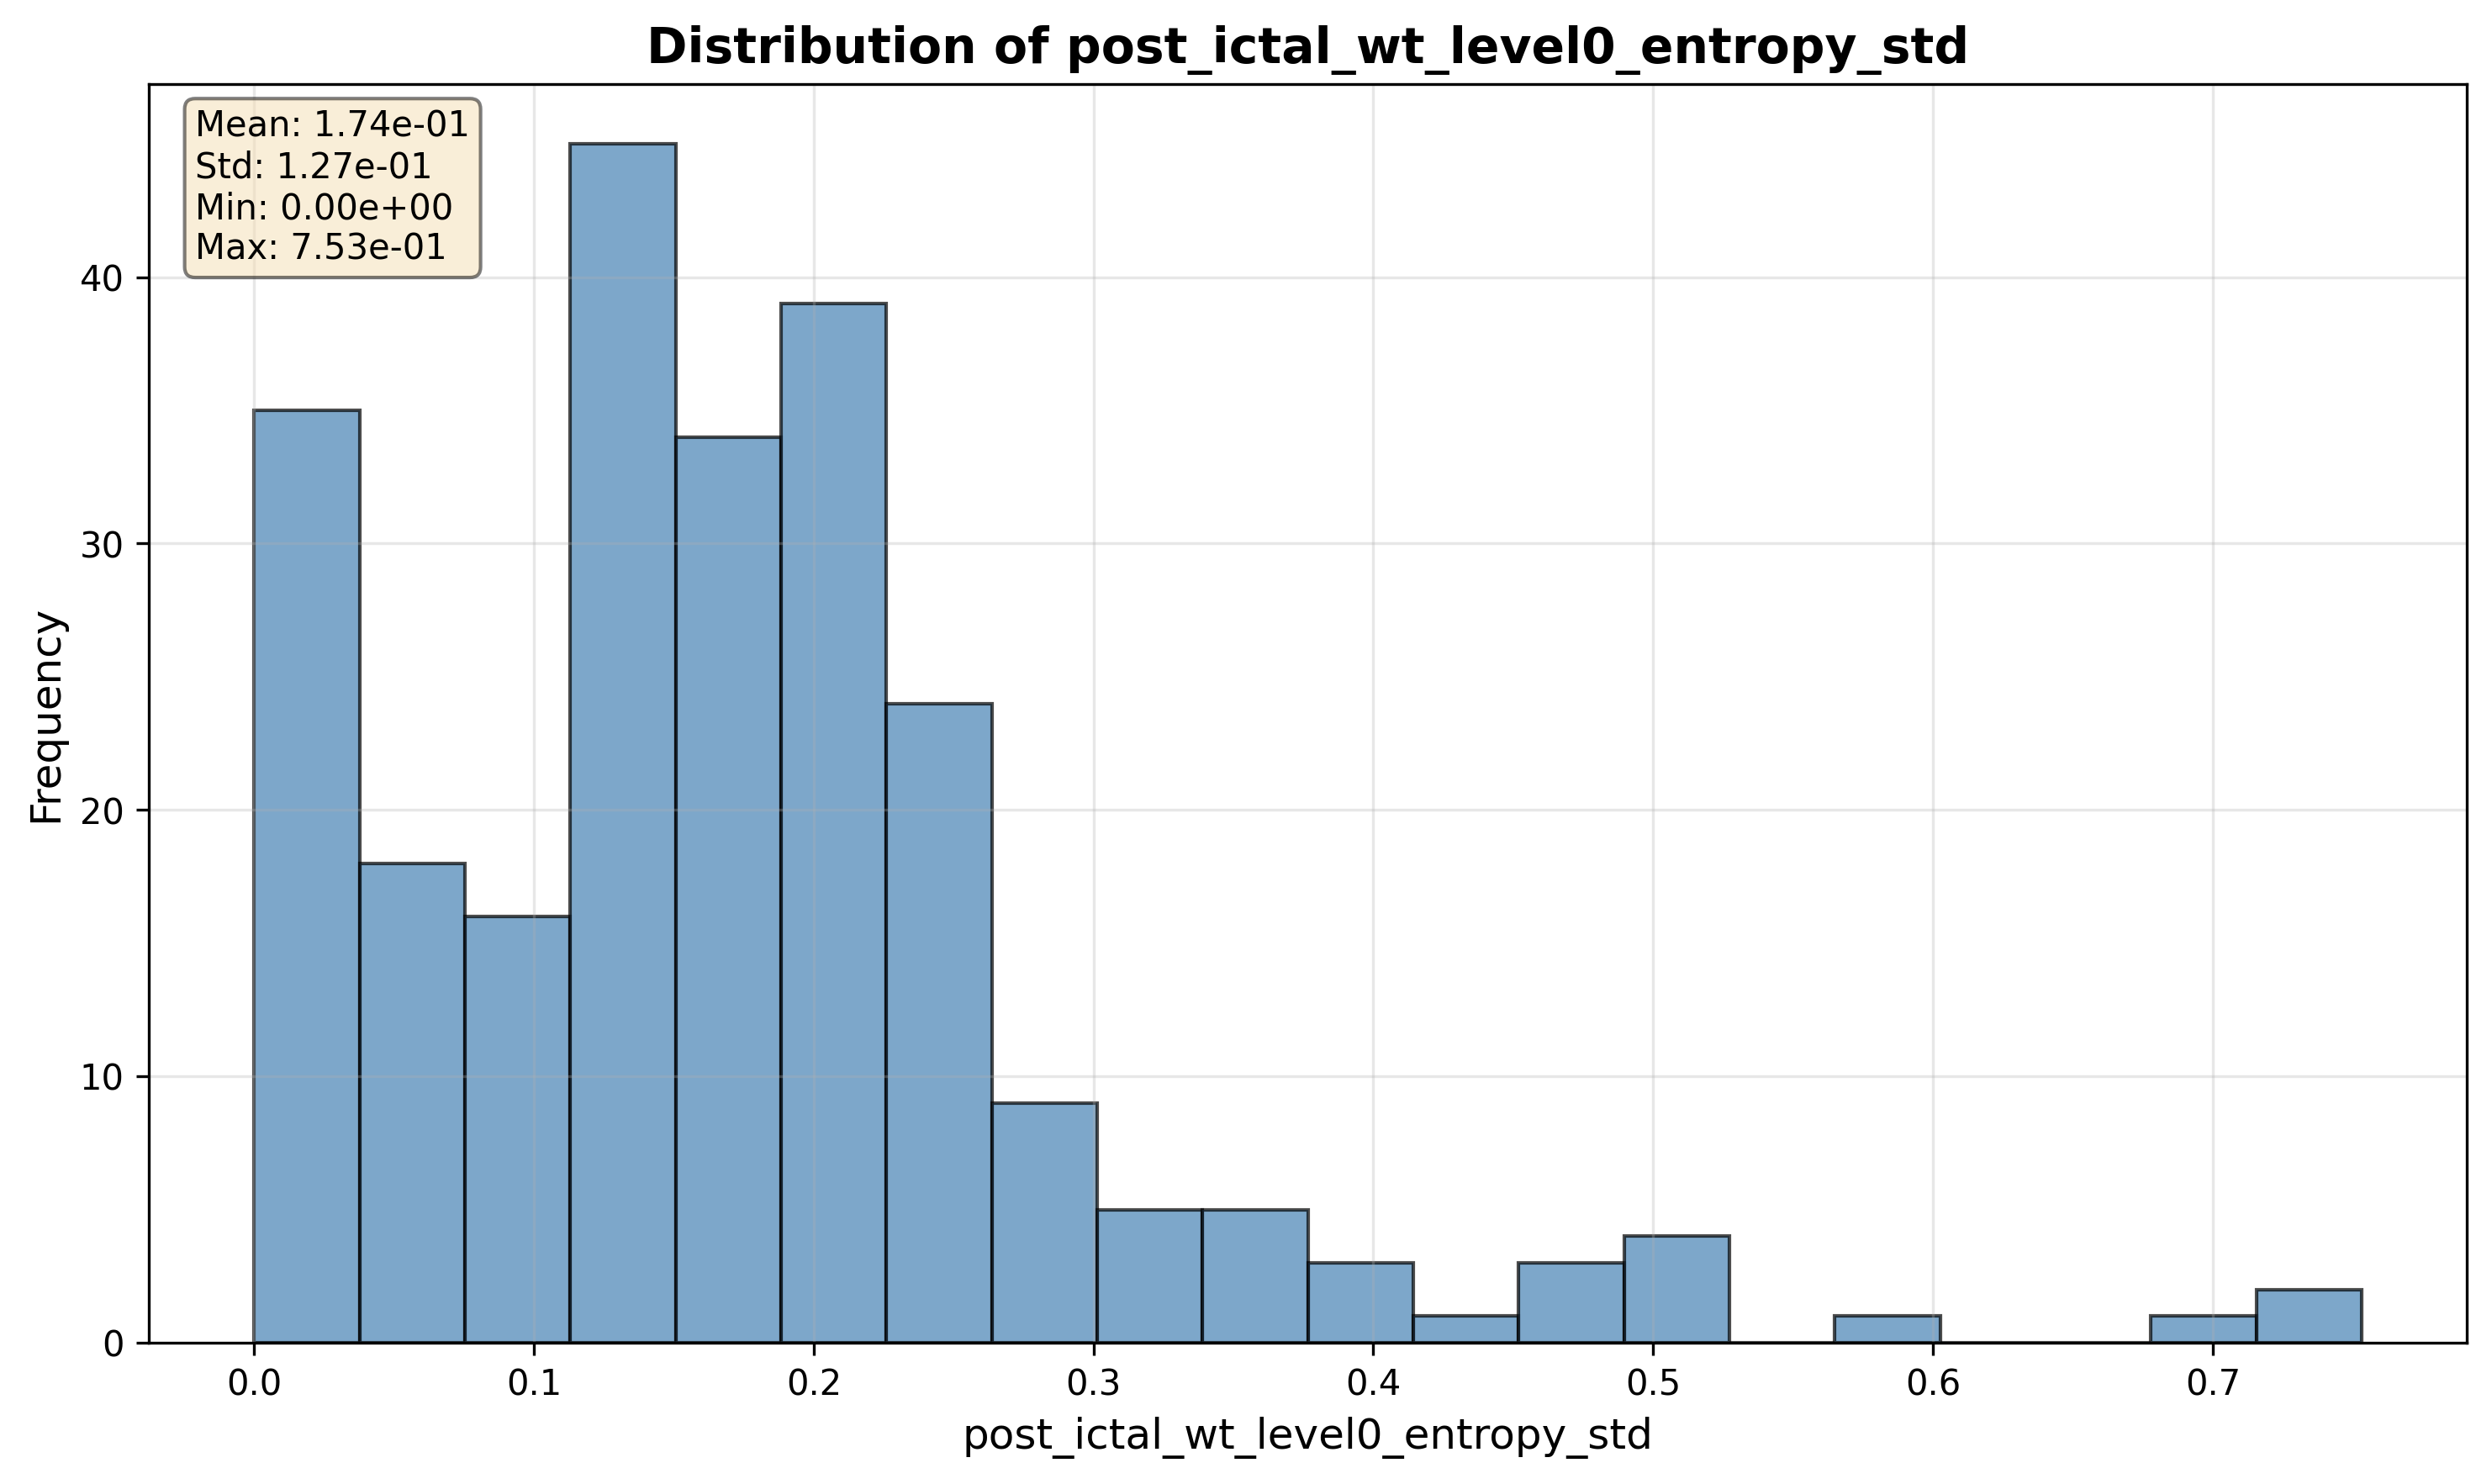 Distribution of post_ictal_wt_level0_entropy_std
Mean: 1.74e-01
Std: 1.27e-01
Min: 0.00e+00
Max: 7.53e-01
Frequency
40
30
20
10
0
0.0 0.1 0.2 0.3 0.4 0.5 0.6 0.7
post_ictal_wt_level0_entropy_std